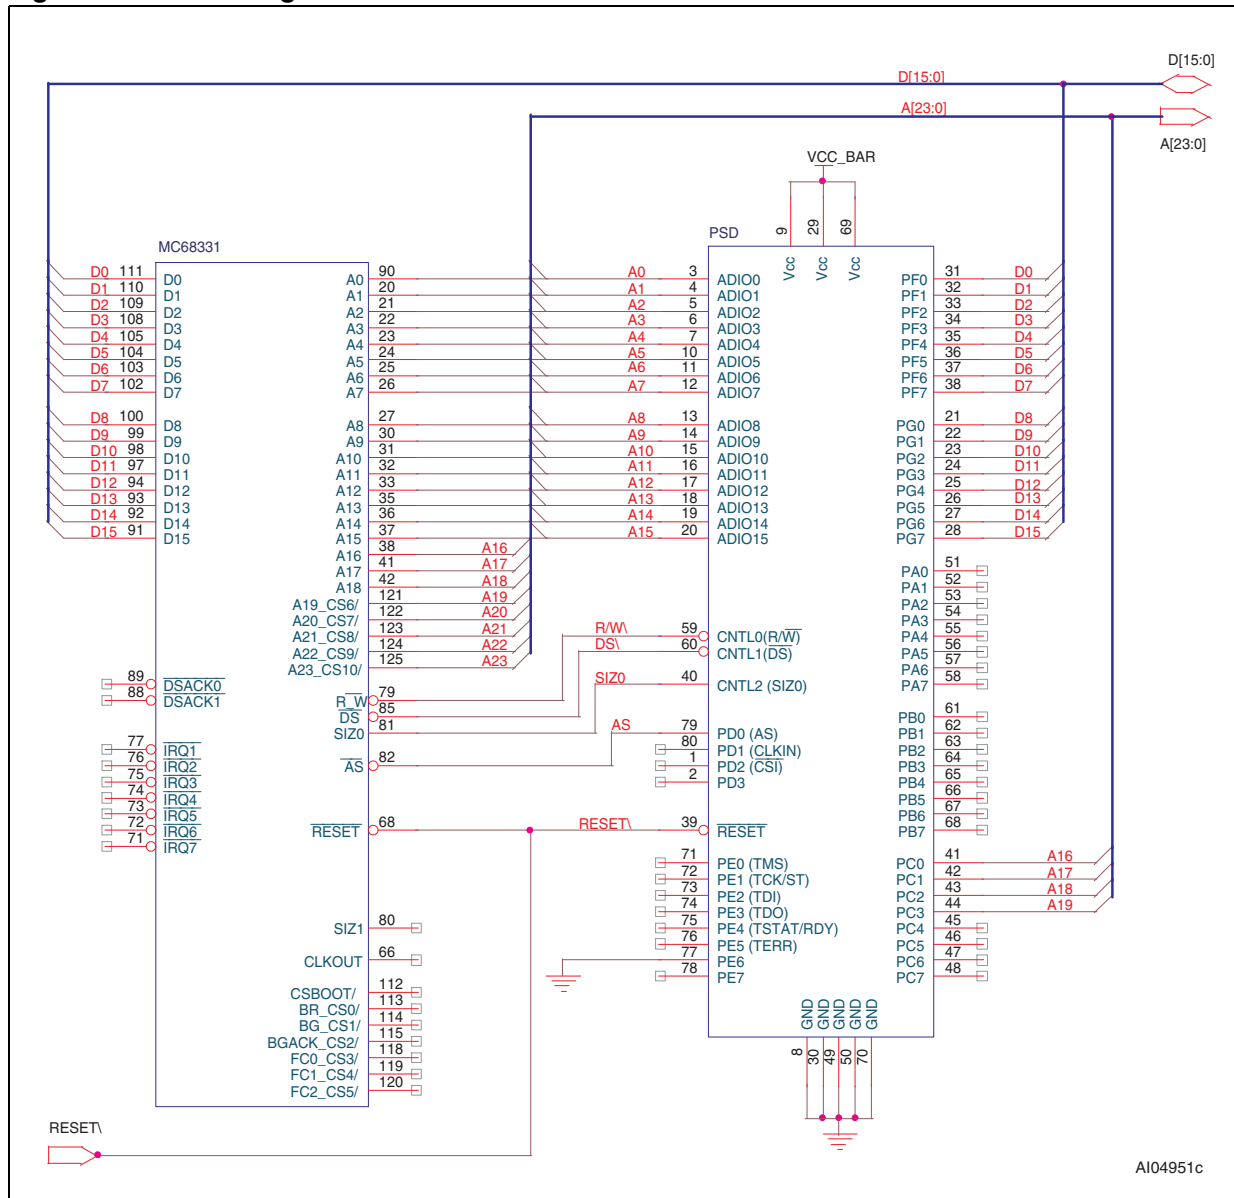 D[15:0]
D[15:0]
A[23:0]
A[23:0]
VCC_BAR
MC68331
PSD
9 29 69
Vcc Vcc Vcc
D0 111 D0 A0 90 A0 3 ADIO0 PF0 31 D0
D1 110 D1 A1 20 A1 4 ADIO1 PF1 32 D1
D2 109 D2 A2 21 A2 5 ADIO2 PF2 33 D2
D3 108 D3 A3 22 A3 6 ADIO3 PF3 34 D3
D4 105 D4 A4 23 A4 7 ADIO4 PF4 35 D4
D5 104 D5 A5 24 A5 10 ADIO5 PF5 36 D5
D6 103 D6 A6 25 A6 11 ADIO6 PF6 37 D6
D7 102 D7 A7 26 A7 12 ADIO7 PF7 38 D7
D8 100 D8 A8 27 A8 13 ADIO8 PG0 21 D8
D9 99 D9 A9 30 A9 14 ADIO9 PG1 22 D9
D10 98 D10 A10 31 A10 15 ADIO10 PG2 23 D10
D11 97 D11 A11 32 A11 16 ADIO11 PG3 24 D11
D12 94 D12 A12 33 A12 17 ADIO12 PG4 25 D12
D13 93 D13 A13 35 A13 18 ADIO13 PG5 26 D13
D14 92 D14 A14 36 A14 19 ADIO14 PG6 27 D14
D15 91 D15 A15 37 A15 20 ADIO15 PG7 28 D15
A16 38 A16
A17 41 A17 PA0 51
A18 42 A18 PA1 52
A19_CS6/ 121 A19 PA2 53
A20_CS7/ 122 A20 PA3 54
A21_CS8/ 123 A21 R/W\ 59 CNTL0(R/W) PA4 55
A22_CS9/ 124 A22 DS\ 60 CNTL1(DS) PA5 56
A23_CS10/ 125 A23 PA6 57
89 DSACK0 SIZ0 40 CNTL2 (SIZ0) PA7 58
88 DSACK1 R_W 79
DS 85 PB0 61
SIZ0 81 AS 79 PD0 (AS) PB1 62
77 IRQ1 80 PD1 (CLKIN) PB2 63
76 IRQ2 AS 82 1 PD2 (CSI) PB3 64
75 IRQ3 2 PD3 PB4 65
74 IRQ4 PB5 66
73 IRQ5 PB6 67
72 IRQ6 RESET 68 RESET\ 39 RESET PB7 68
71 IRQ7
71 PE0 (TMS) PC0 41 A16
72 PE1 (TCK/ST) PC1 42 A17
73 PE2 (TDI) PC2 43 A18
74 PE3 (TDO) PC3 44 A19
SIZ1 80 75 PE4 (TSTAT/RDY) PC4 45
76 PE5 (TERR) PC5 46
CLKOUT 66 77 PE6 PC6 47
78 PE7 PC7 48
CSBOOT/ 112
BR_CS0/ 113
BG_CS1/ 114
BGACK_CS2/ 115
FC0_CS3/ 118
FC1_CS4/ 119
FC2_CS5/ 120
GND GND GND GND GND
8 30 49 50 70
RESET\
AI04951c